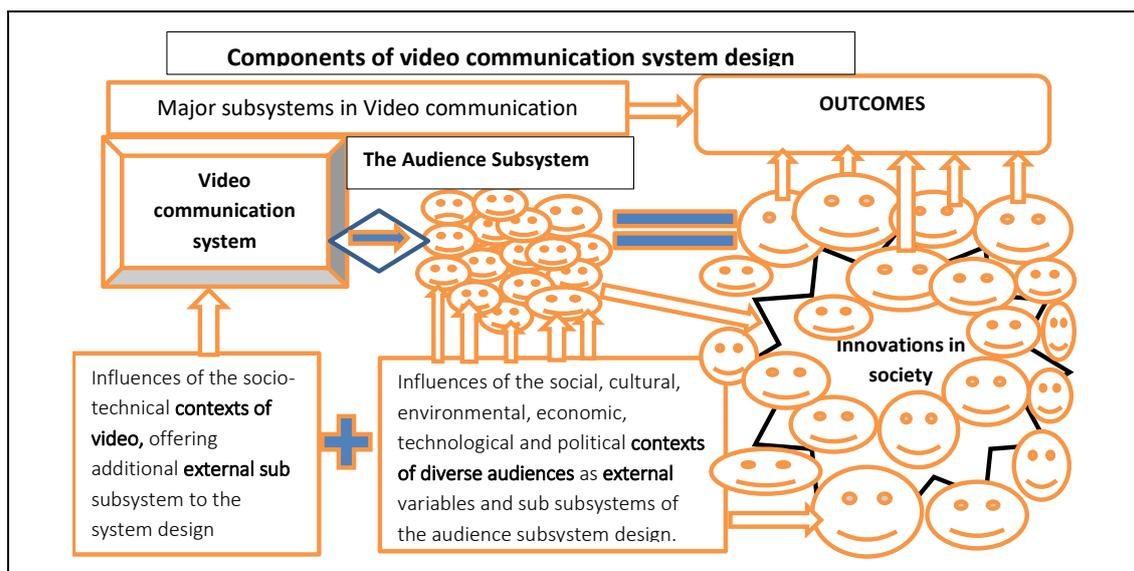 Components of video communication system design
Major subsystems in Video communication
OUTCOMES
The Audience Subsystem
Video
communication
system
Innovations in
society
Influences of the socio-
technical contexts of
video, offering
additional external sub
subsystem to the
system design
Influences of the social, cultural,
environmental, economic,
technological and political contexts
of diverse audiences as external
variables and sub subsystems of
the audience subsystem design.